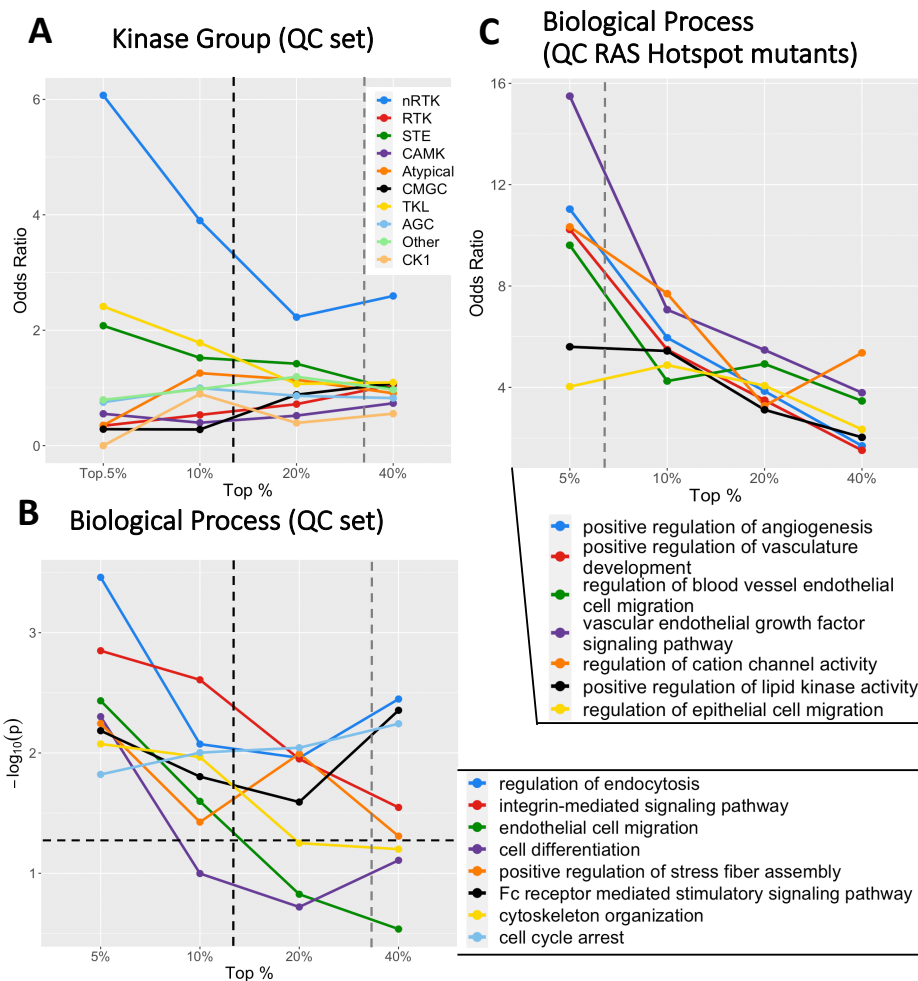 A
Kinase Group (QC set)
Odds Ratio
6
4
2
0
Top.5%
10%
20%
40%
Top %
nRTK
RTK
STE
CAMK
Atypical
CMGC
TKL
AGC
Other
CK1
B
Biological Process (QC set)
−log10(p)
3
2
1
5%
10%
20%
40%
Top %
regulation of endocytosis
integrin-mediated signaling pathway
endothelial cell migration
cell differentiation
positive regulation of stress fiber assembly
Fc receptor mediated stimulatory signaling pathway
cytoskeleton organization
cell cycle arrest
C
Biological Process
(QC RAS Hotspot mutants)
Odds Ratio
16
12
8
4
5%
10%
20%
40%
Top %
positive regulation of angiogenesis
positive regulation of vasculature
development
regulation of blood vessel endothelial
cell migration
vascular endothelial growth factor
signaling pathway
regulation of cation channel activity
positive regulation of lipid kinase activity
regulation of epithelial cell migration